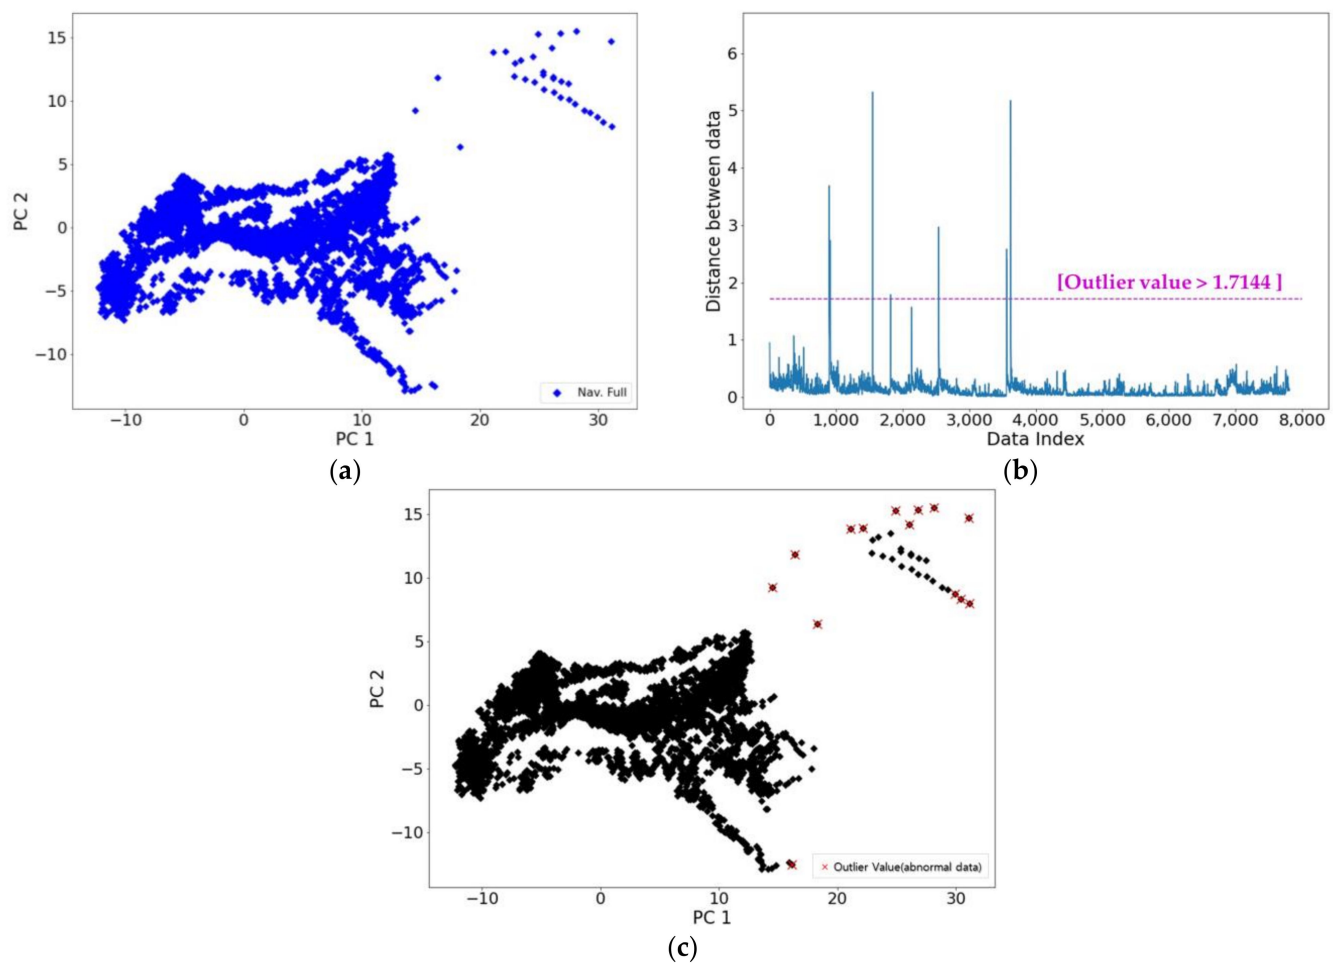 15
10
5
0
−5
−10
PC 2
Nav. Full
−10 0 10 20 30
PC 1
(a)
6
5
4
3
2
1
0
Distance between data
[Outlier value > 1.7144 ]
0 1,000 2,000 3,000 4,000 5,000 6,000 7,000 8,000
Data Index
(b)
15
10
5
0
−5
−10
PC 2
Outlier Value(abnormal data)
−10 0 10 20 30
PC 1
(c)